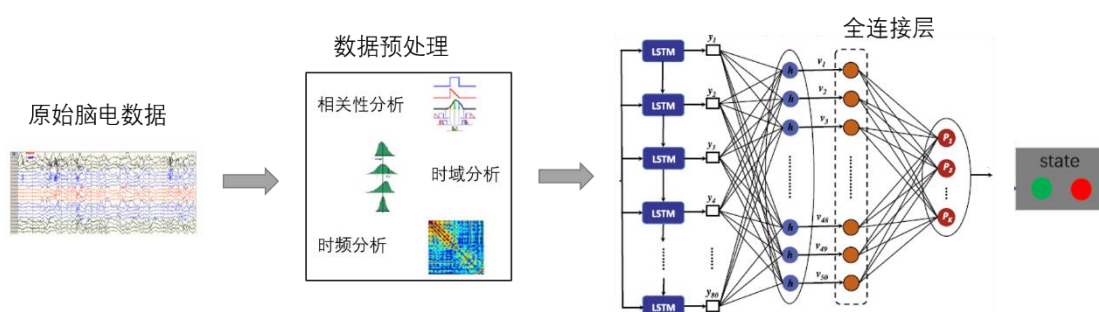 原始脑电数据
数据预处理
相关性分析
时域分析
时频分析
全连接层
LSTM
LSTM
LSTM
LSTM
LSTM
y1
y2
y3
y4
y80
h
h
h
h
h
h
v1
v2
v3
v48
v49
v50
P1
P2
PK
state